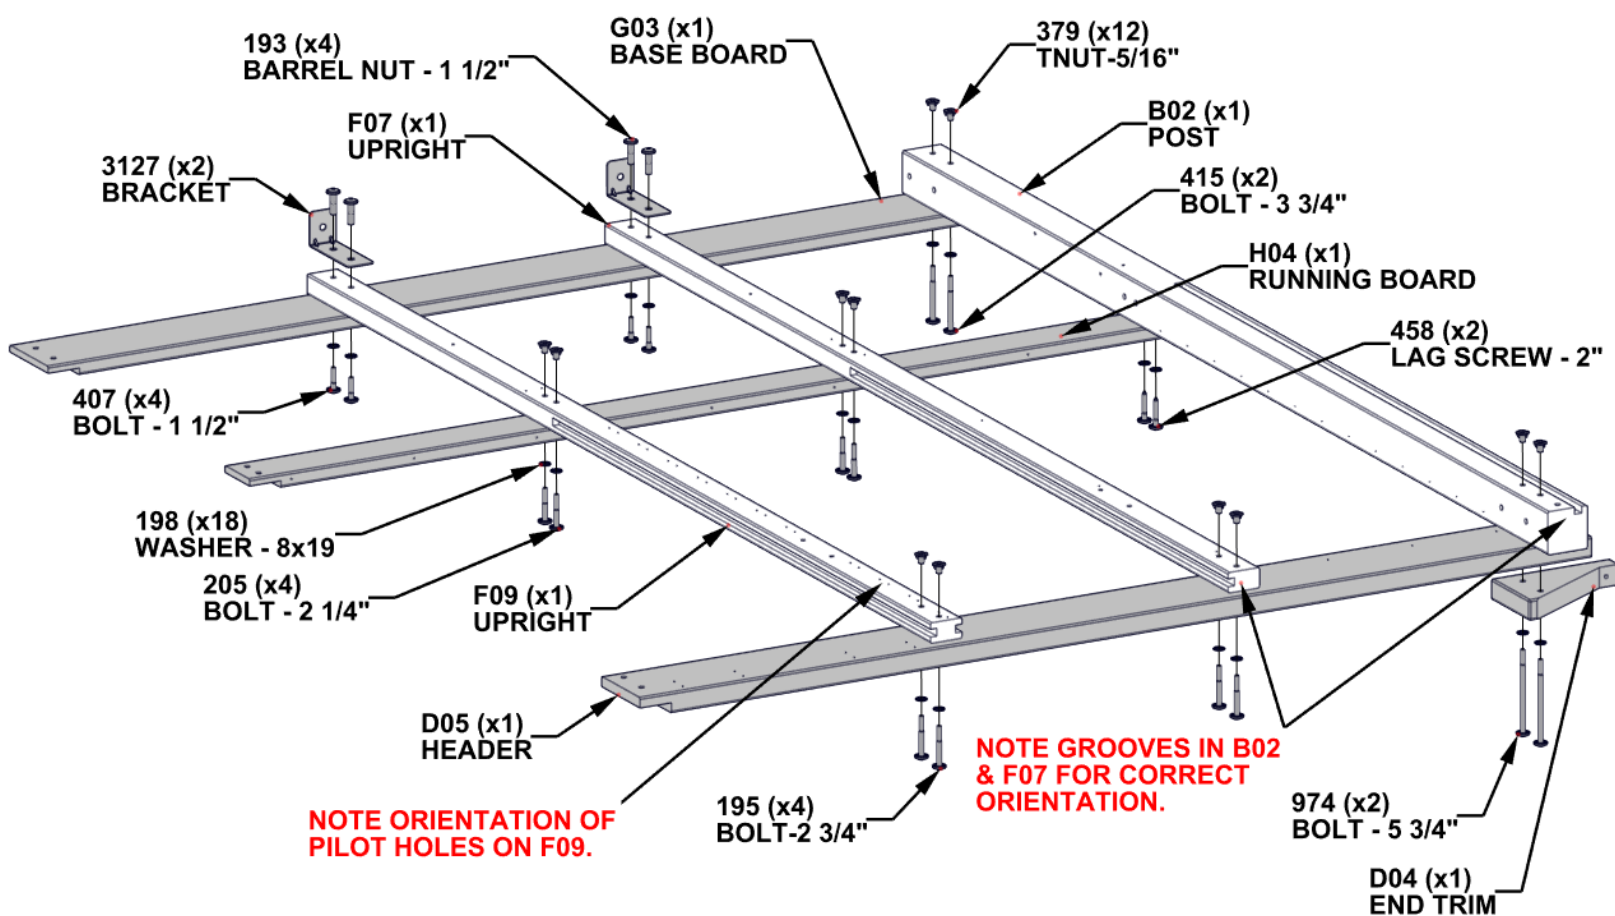 193 (x4)
BARREL NUT - 1 1/2"
G03 (x1)
BASE BOARD
379 (x12)
TNUT-5/16"
F07 (x1)
UPRIGHT
B02 (x1)
POST
3127 (x2)
BRACKET
415 (x2)
BOLT - 3 3/4"
H04 (x1)
RUNNING BOARD
458 (x2)
LAG SCREW - 2"
407 (x4)
BOLT - 1 1/2"
198 (x18)
WASHER - 8x19
205 (x4)
BOLT - 2 1/4"
F09 (x1)
UPRIGHT
D05 (x1)
HEADER
NOTE GROOVES IN B02
& F07 FOR CORRECT
ORIENTATION.
NOTE ORIENTATION OF
PILOT HOLES ON F09.
195 (x4)
BOLT-2 3/4"
974 (x2)
BOLT - 5 3/4"
D04 (x1)
END TRIM